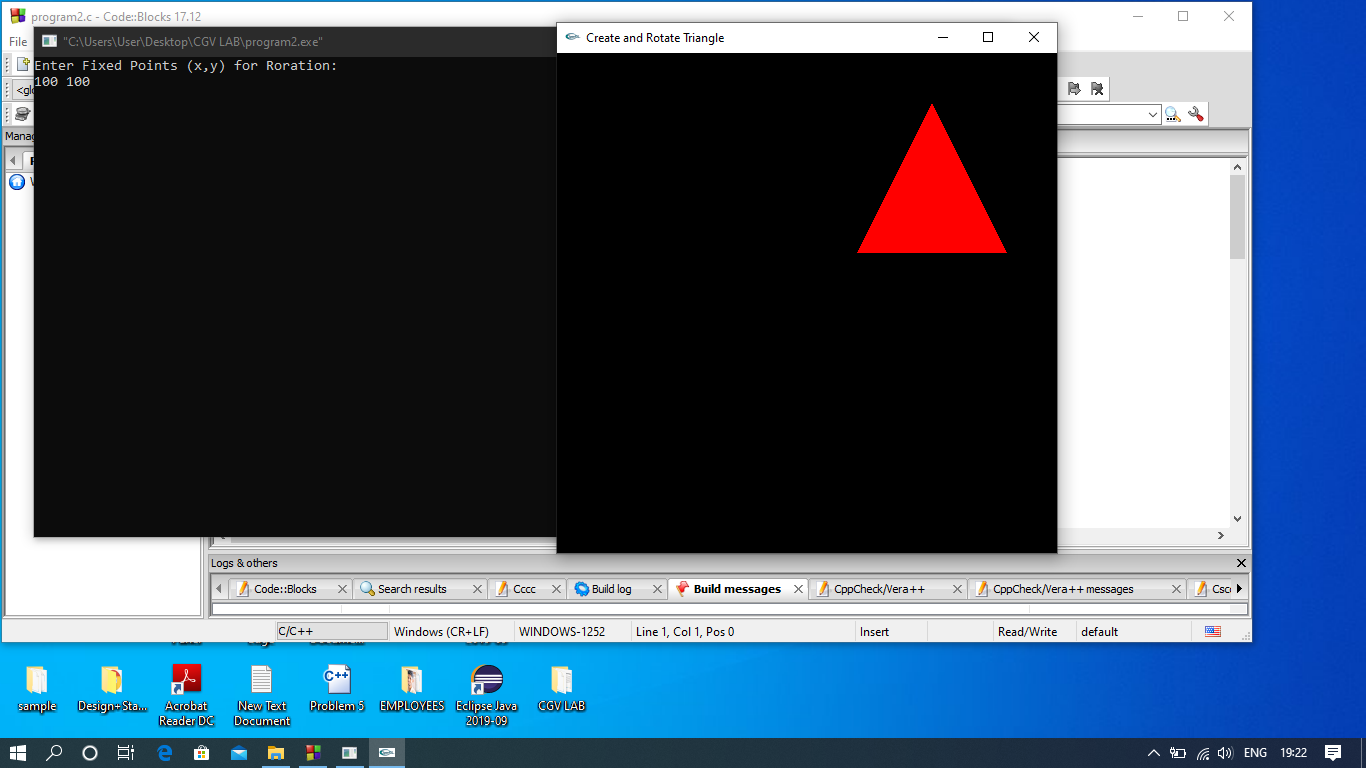 program2.c - Code::Blocks 17.12
File
"C:\Users\User\Desktop\CGV LAB\program2.exe"
Create and Rotate Triangle
Enter Fixed Points (x,y) for Roration:
100 100
Logs & others
Code::Blocks
Search results
Cccc
Build log
Build messages
CppCheck/Vera++
CppCheck/Vera++ messages
C/C++
Windows (CR+LF)
WINDOWS-1252
Line 1, Col 1, Pos 0
Insert
Read/Write
default
sample
Design+Sta...
Acrobat Reader DC
New Text Document
Problem 5
EMPLOYEES
Eclipse Java 2019-09
CGV LAB
ENG
19:22